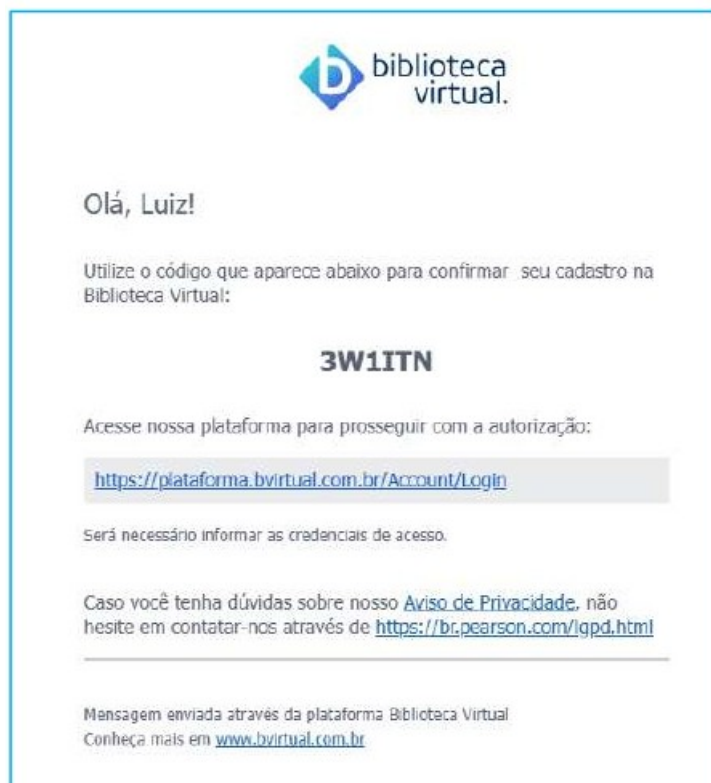 biblioteca
virtual.
Olá, Luiz!
Utilize o código que aparece abaixo para confirmar seu cadastro na
Biblioteca Virtual:
3W1ITN
Acesse nossa plataforma para prosseguir com a autorização:
https://plataforma.bvirtual.com.br/Account/Login
Será necessário informar as credenciais de acesso.
Caso você tenha dúvidas sobre nosso Aviso de Privacidade, não
hesite em contatar-nos através de https://br.pearson.com/lgpd.html
Mensagem enviada através da plataforma Biblioteca Virtual
Conheça mais em www.bvirtual.com.br